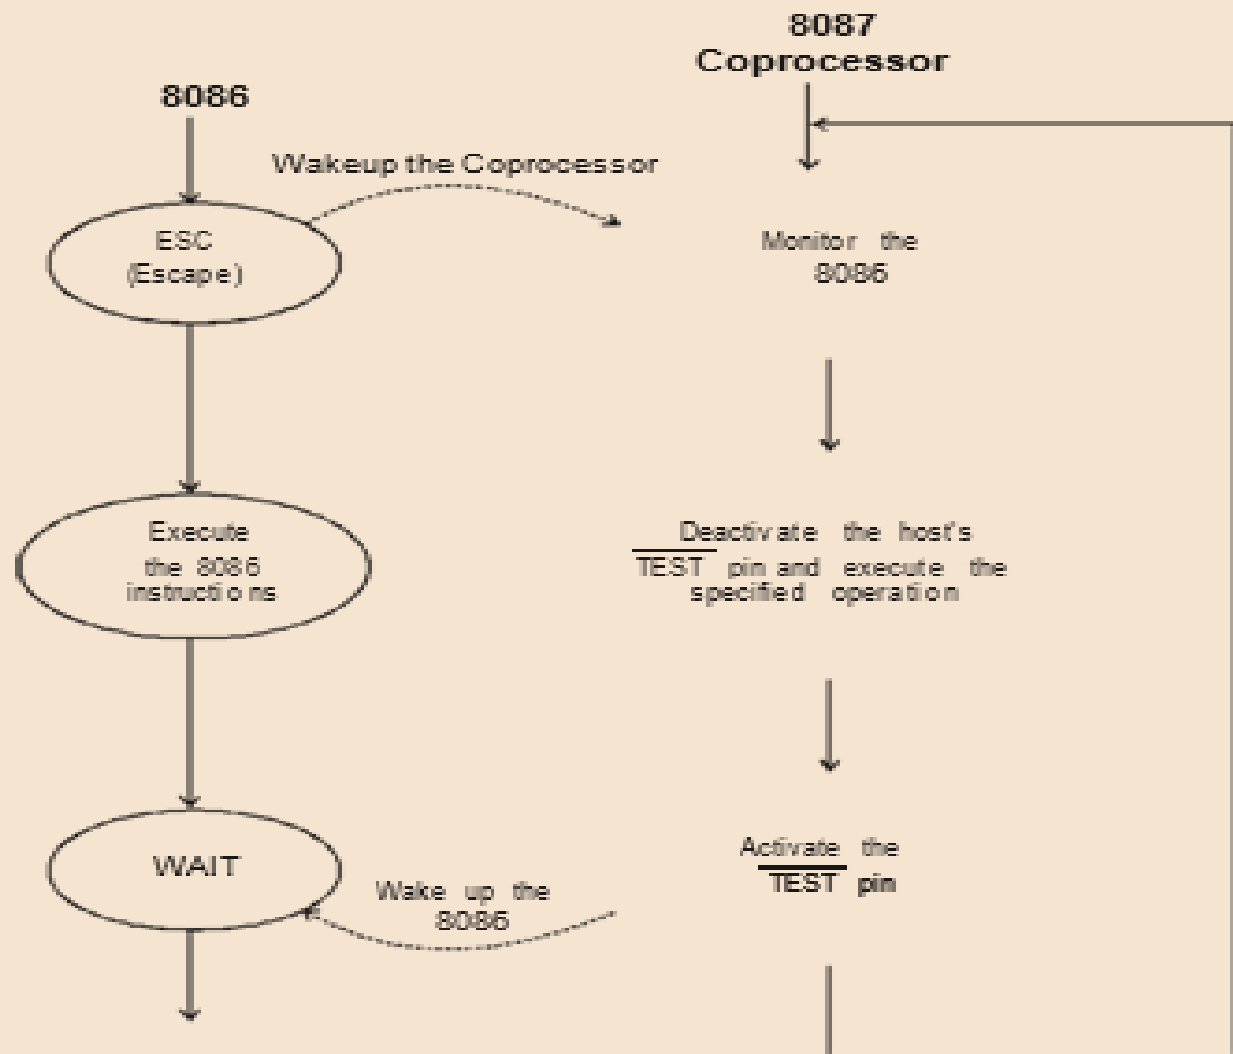 8087
Coprocessor
8086
Wakeup the Coprocessor
ESC
(Escape)
Monitor the
8086
Execute
the 8086
instructions
Deactivate the host's
TEST pin and execute the
specified operation
WAIT
Wake up the
8086
Activate the
TEST pin